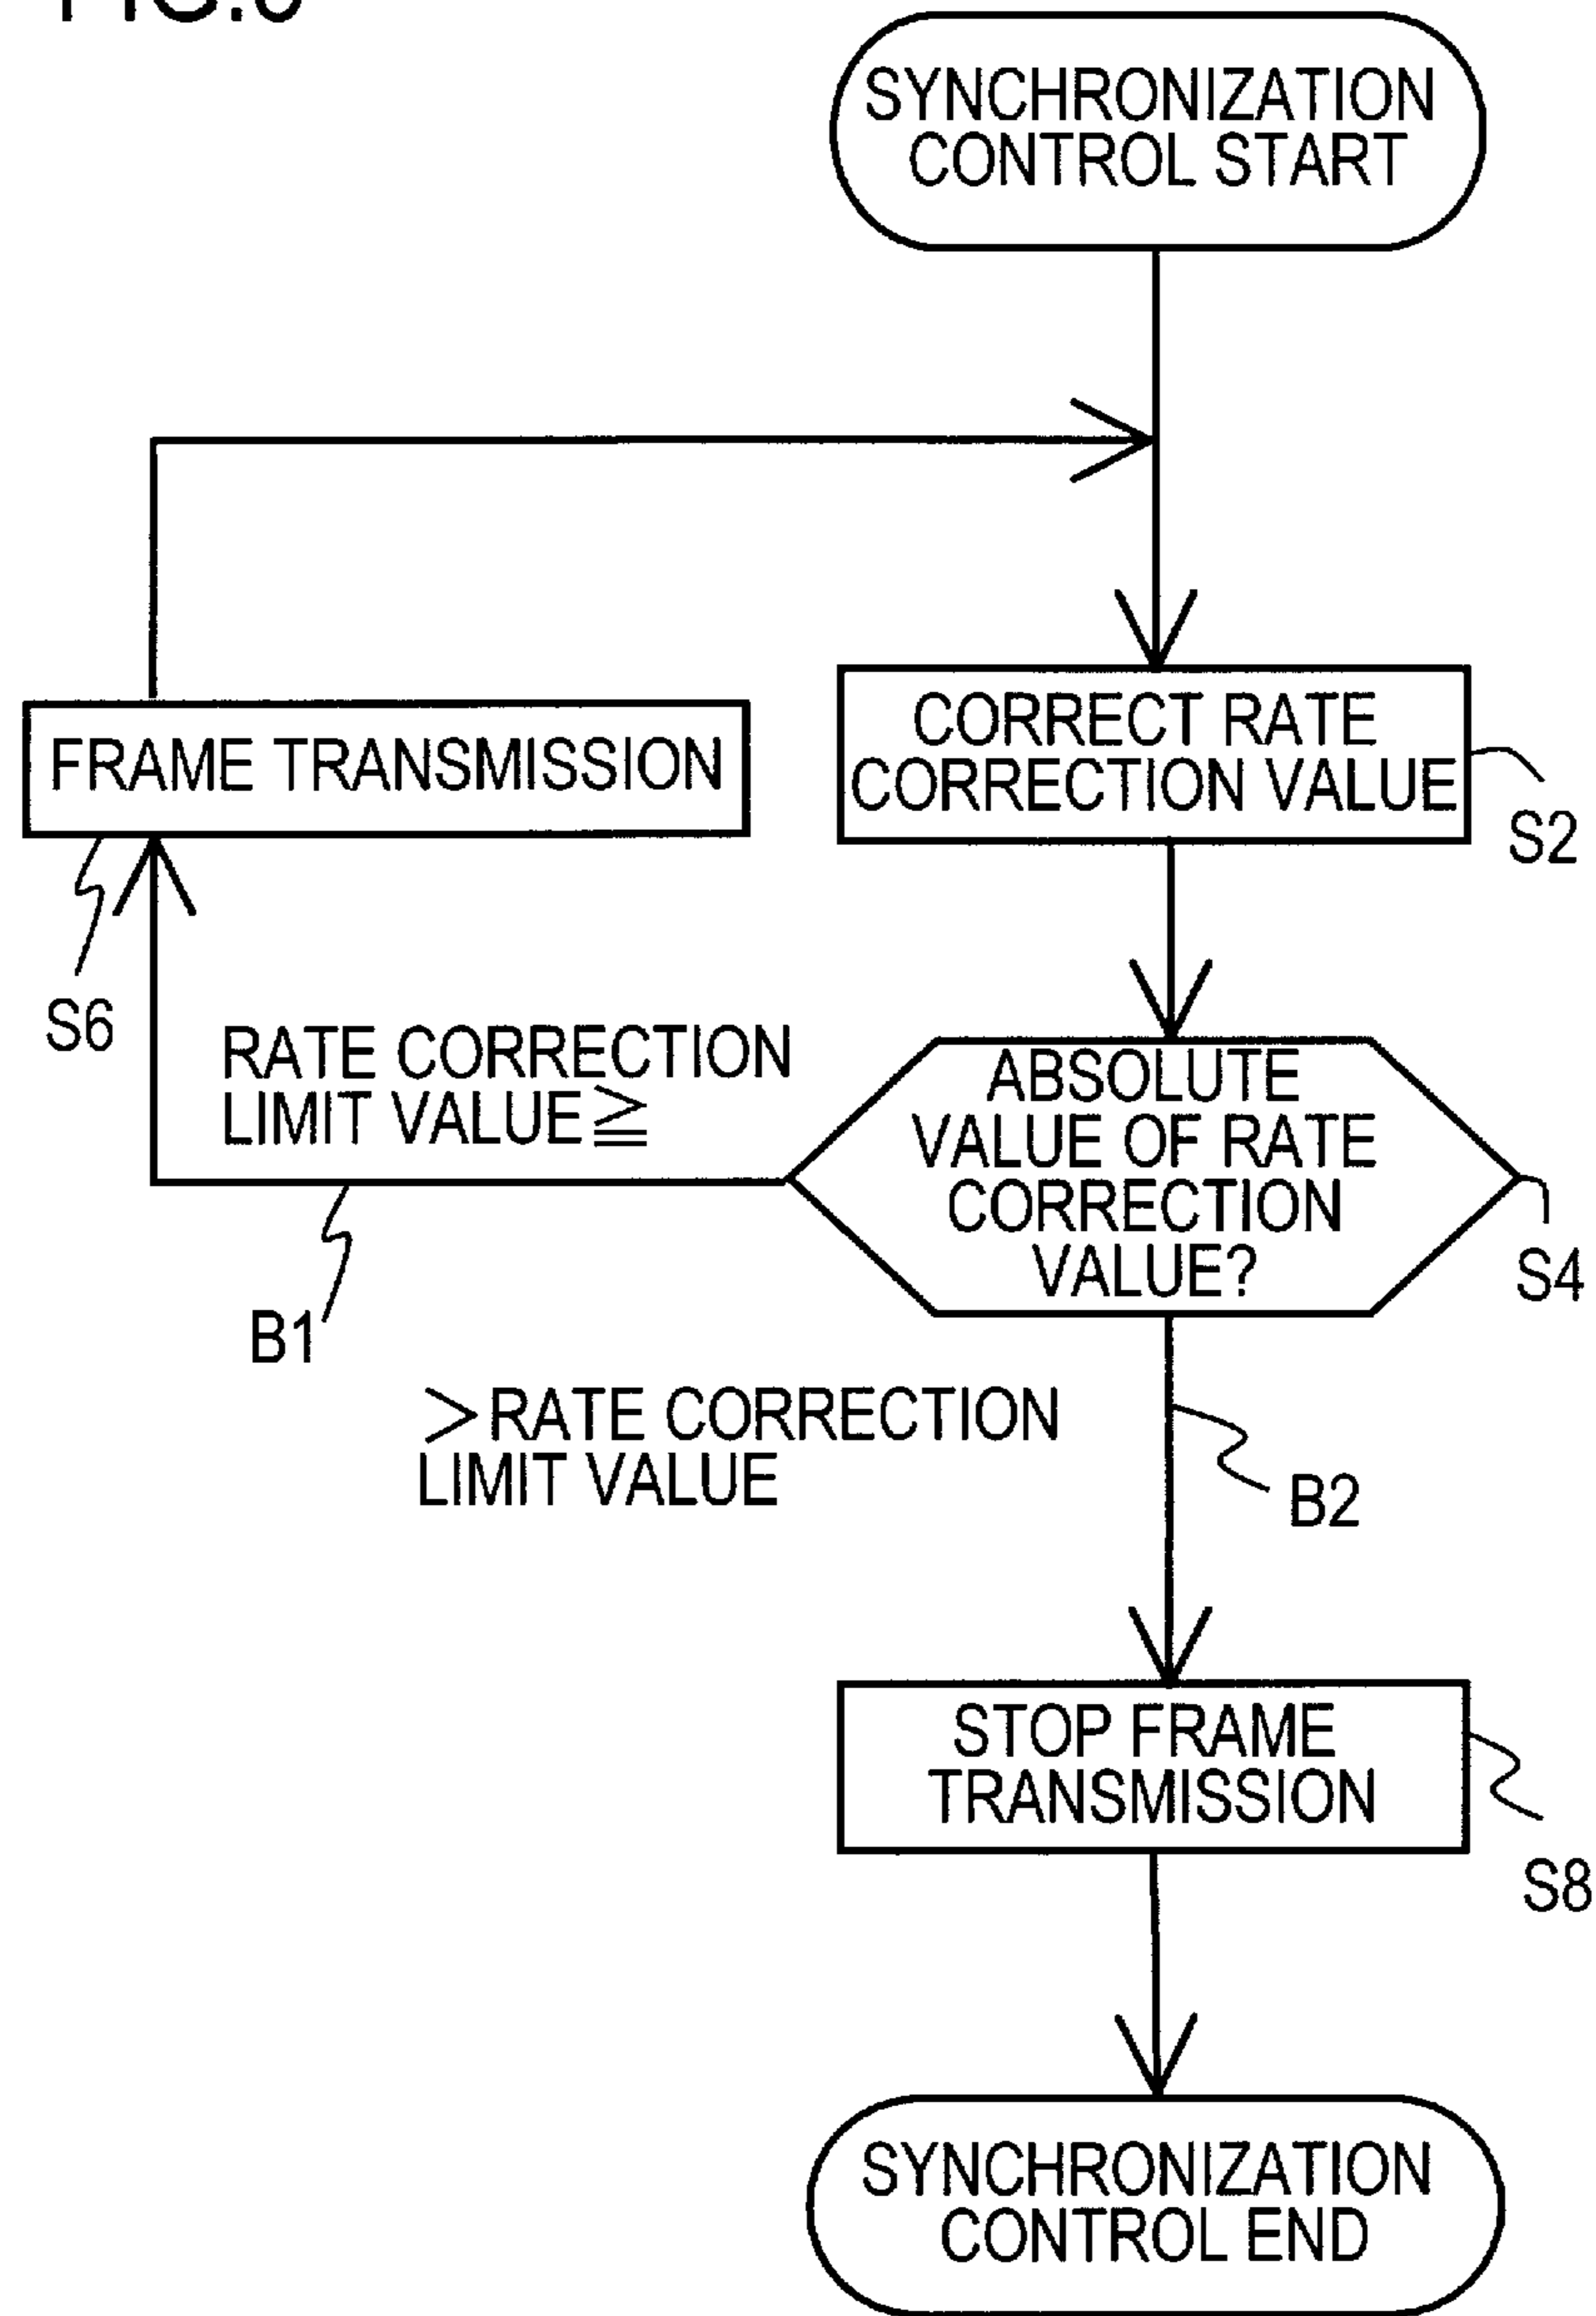 SYNCHRONIZATION
CONTROL START
FRAME TRANSMISSION
CORRECT RATE
CORRECTION VALUE
S2
S6
RATE CORRECTION
LIMIT VALUE≧
ABSOLUTE
VALUE OF RATE
CORRECTION
VALUE?
S4
B1
>RATE CORRECTION
LIMIT VALUE
B2
STOP FRAME
TRANSMISSION
S8
SYNCHRONIZATION
CONTROL END